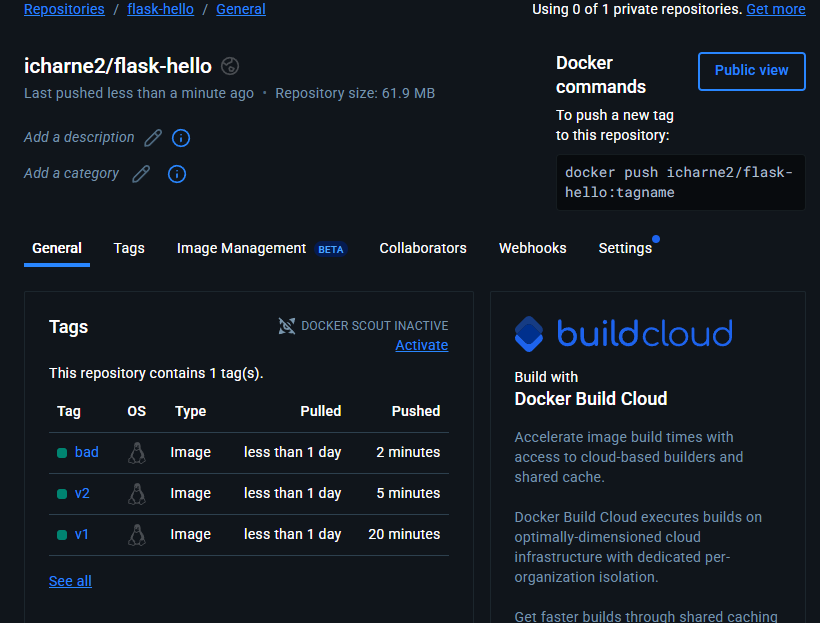 Repositories / flask-hello / General
Using 0 of 1 private repositories. Get more
icharne2/flask-hello
Last pushed less than a minute ago • Repository size: 61.9 MB
Add a description
Add a category
Docker
commands
Public view
To push a new tag
to this repository:
docker push icharne2/flask-
hello:tagname
General Tags Image Management BETA Collaborators Webhooks Settings
Tags
DOCKER SCOUT INACTIVE
Activate
This repository contains 1 tag(s).
Tag OS Type Pulled Pushed
bad Image less than 1 day 2 minutes
v2 Image less than 1 day 5 minutes
v1 Image less than 1 day 20 minutes
See all
buildcloud
Build with
Docker Build Cloud
Accelerate image build times with
access to cloud-based builders and
shared cache.
Docker Build Cloud executes builds on
optimally-dimensioned cloud
infrastructure with dedicated per-
organization isolation.
Get faster builds through shared caching